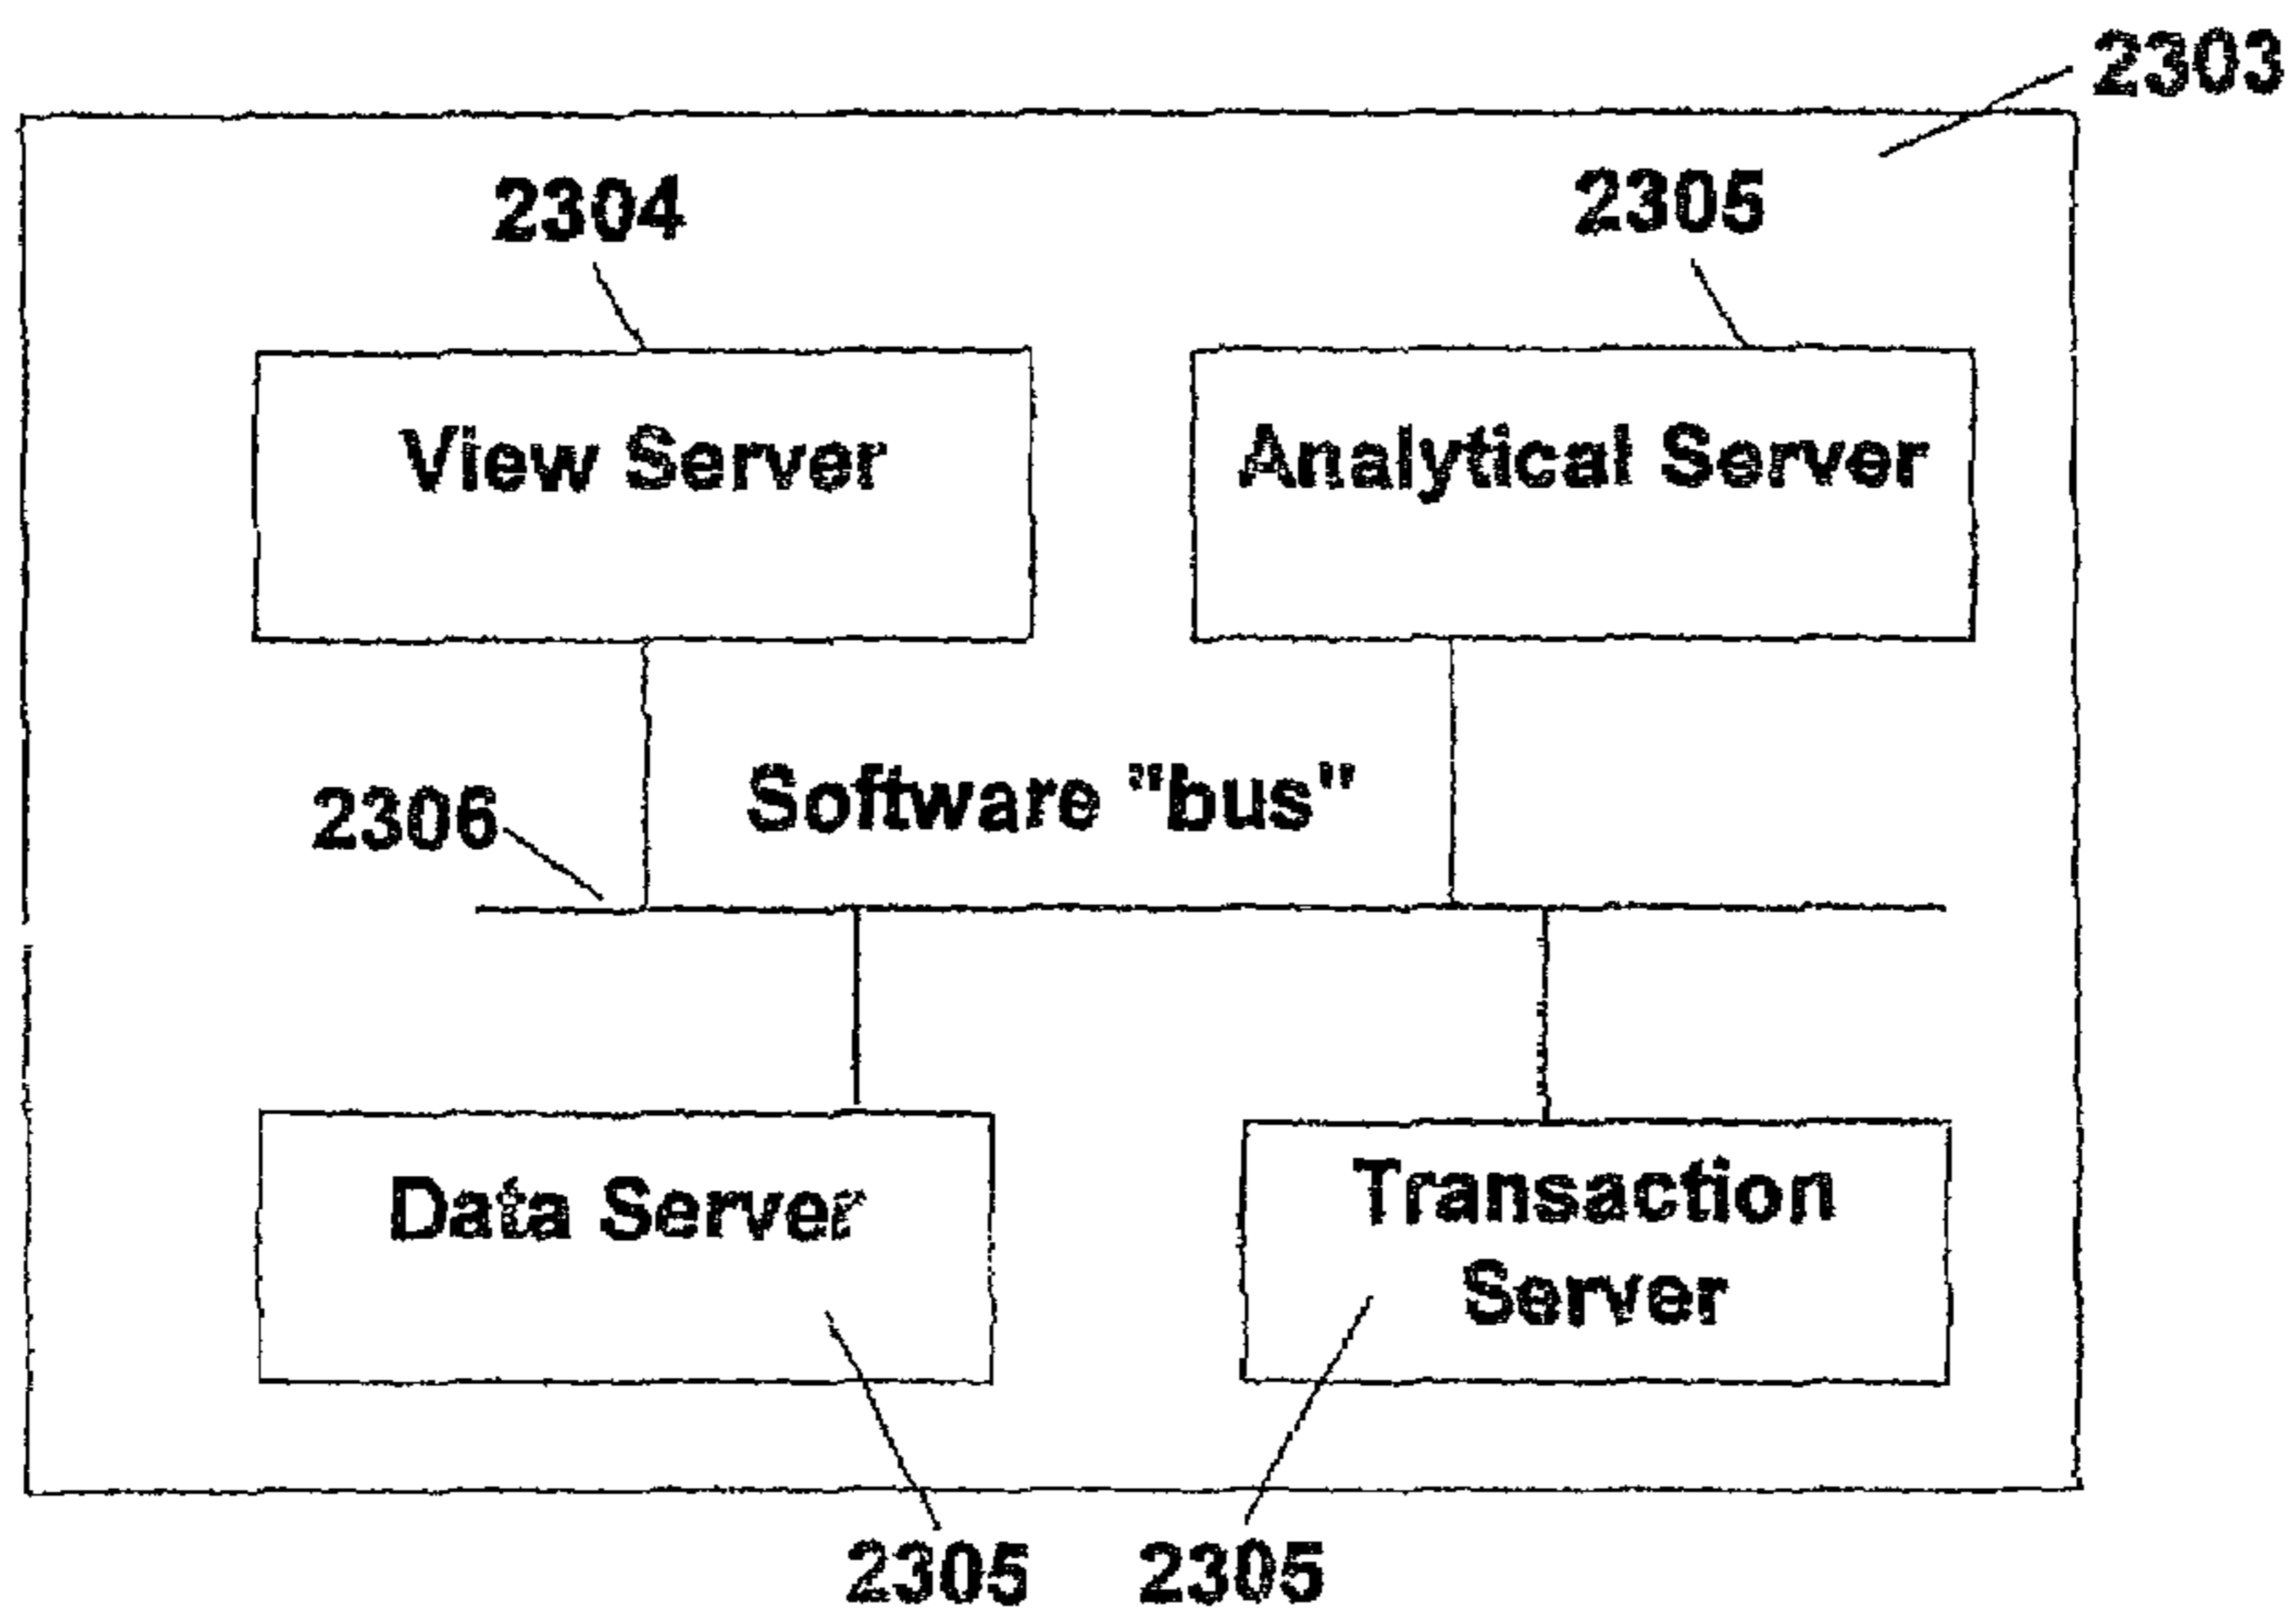 2303
2304
2305
View Server
Analytical Server
Software "bus"
2306
Data Server
Transaction
Server
2305
2305